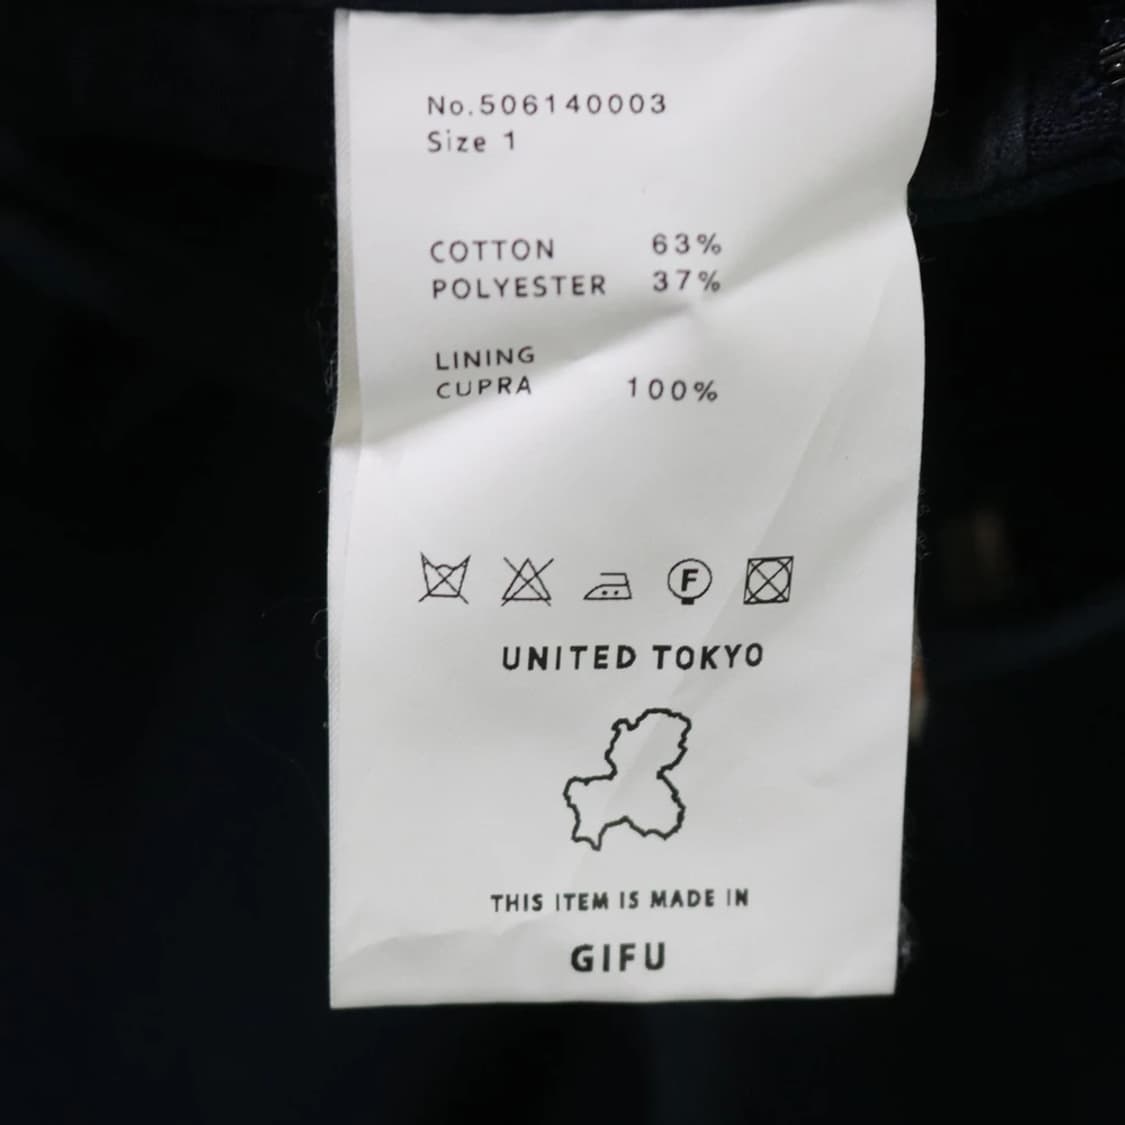 No.506140003
Size 1
COTTON 63%
POLYESTER 37%
LINING
CUPRA 100%
F
UNITED TOKYO
THIS ITEM IS MADE IN
GIFU